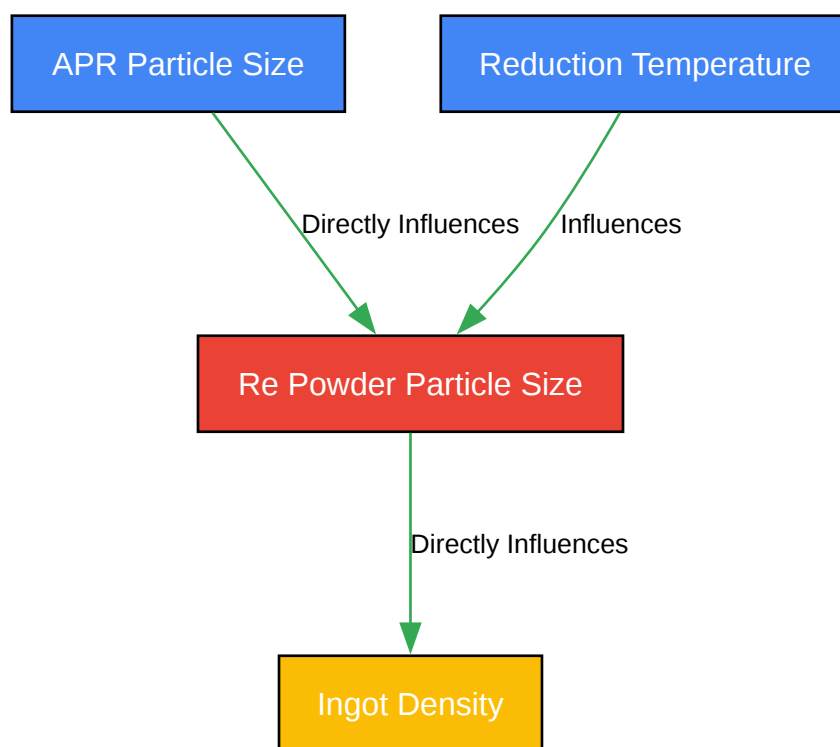 APR Particle Size
Reduction Temperature
Directly Influences
Influences
Re Powder Particle Size
Directly Influences
Ingot Density